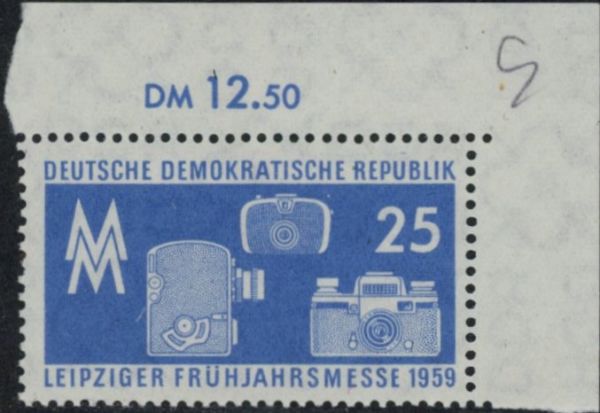 DM 12.50
DEUTSCHE DEMOKRATISCHE REPUBLIK
MM
25
LEIPZIGER FRÜHJAHRSMESSE 1959